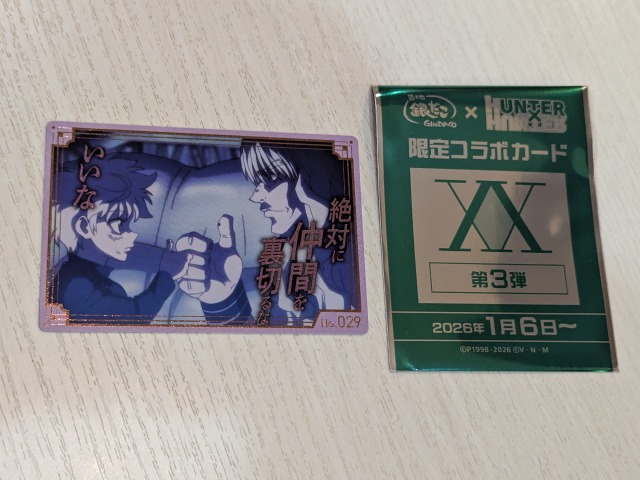 いいな
絶対に
仲間を
裏切るな
No.029
築地
銀だこ
GINDACO
×
HUNTER
HUNTER
限定コラボカード
第3弾
2026年1月6日～
©P1998-2026 ©V・N・M